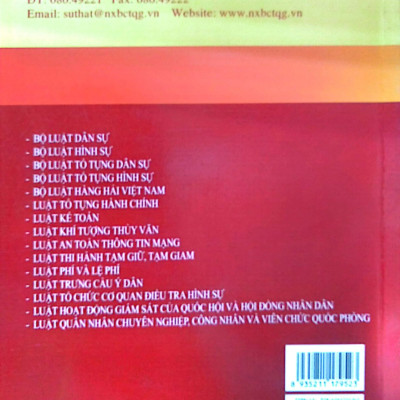 ĐT: 080.49221 Fax: 080.49222
Email: suthat@nxbctqg.vn Website: www.nxbctqg.vn
- BỘ LUẬT DÂN SỰ
- BỘ LUẬT HÌNH SỰ
- BỘ LUẬT TỐ TỤNG DÂN SỰ
- BỘ LUẬT TỐ TỤNG HÌNH SỰ
- BỘ LUẬT HÀNG HẢI VIỆT NAM
- LUẬT TỐ TỤNG HÀNH CHÍNH
- LUẬT KẾ TOÁN
- LUẬT KHÍ TƯỢNG THỦY VĂN
- LUẬT AN TOÀN THÔNG TIN MẠNG
- LUẬT THI HÀNH TẠM GIỮ, TẠM GIAM
- LUẬT PHÍ VÀ LỆ PHÍ
- LUẬT TRƯNG CẦU Ý DÂN
- LUẬT TỔ CHỨC CƠ QUAN ĐIỀU TRA HÌNH SỰ
- LUẬT HOẠT ĐỘNG GIÁM SÁT CỦA QUỐC HỘI VÀ HỘI ĐỒNG NHÂN DÂN
- LUẬT QUÂN NHÂN CHUYÊN NGHIỆP, CÔNG NHÂN VÀ VIÊN CHỨC QUỐC PHÒNG
8 935211 179523